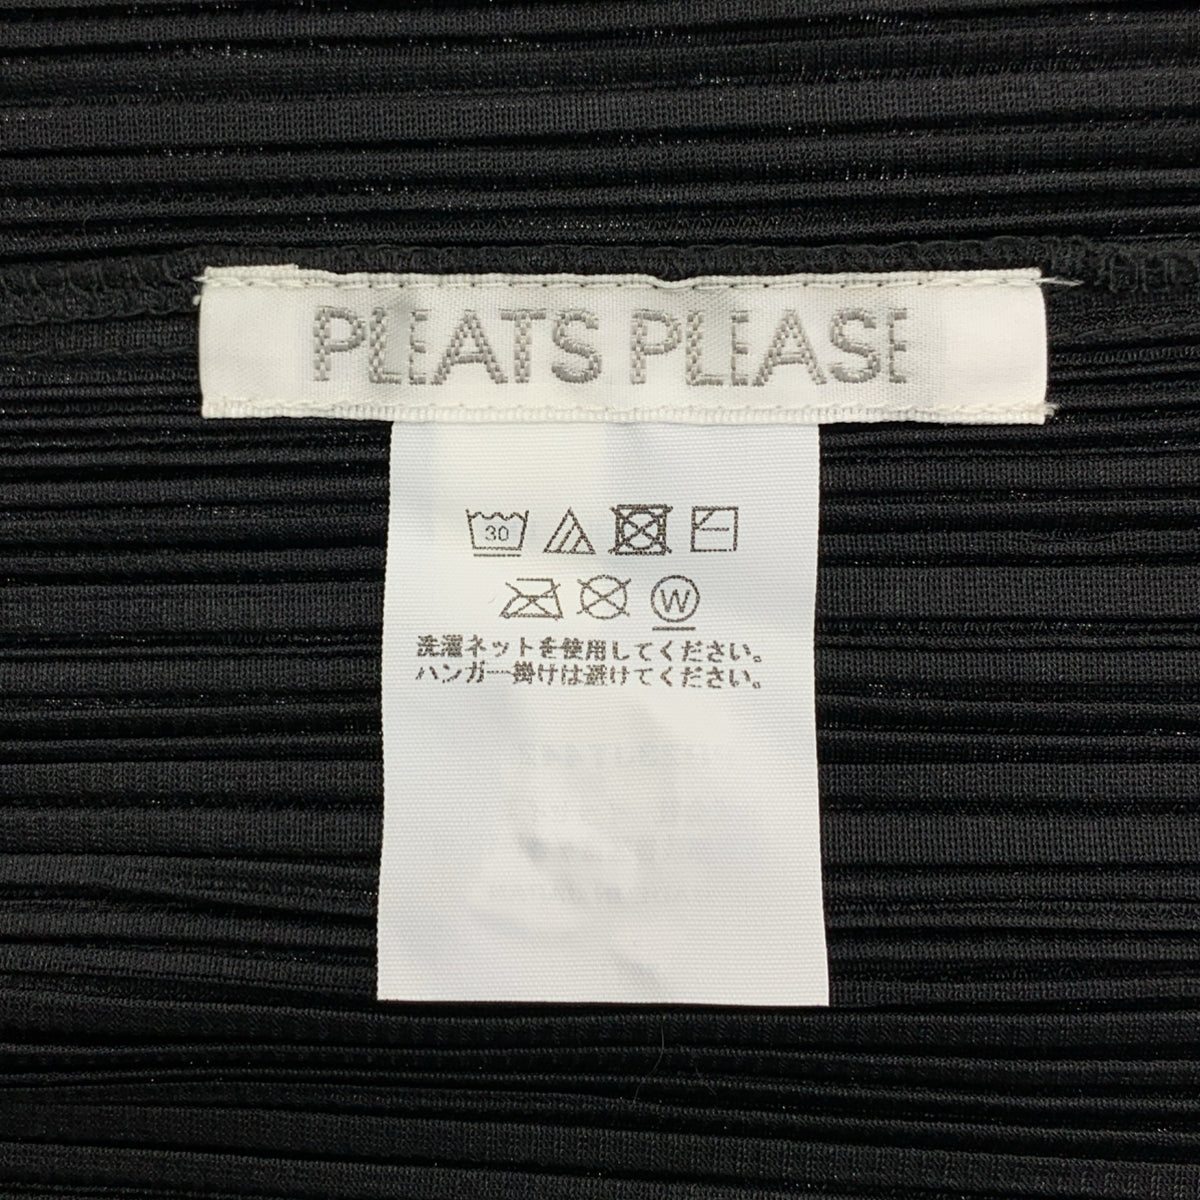 PLEATS PLEASE
30
W
洗濯ネットを使用してください。
ハンガー掛けは避けてください。